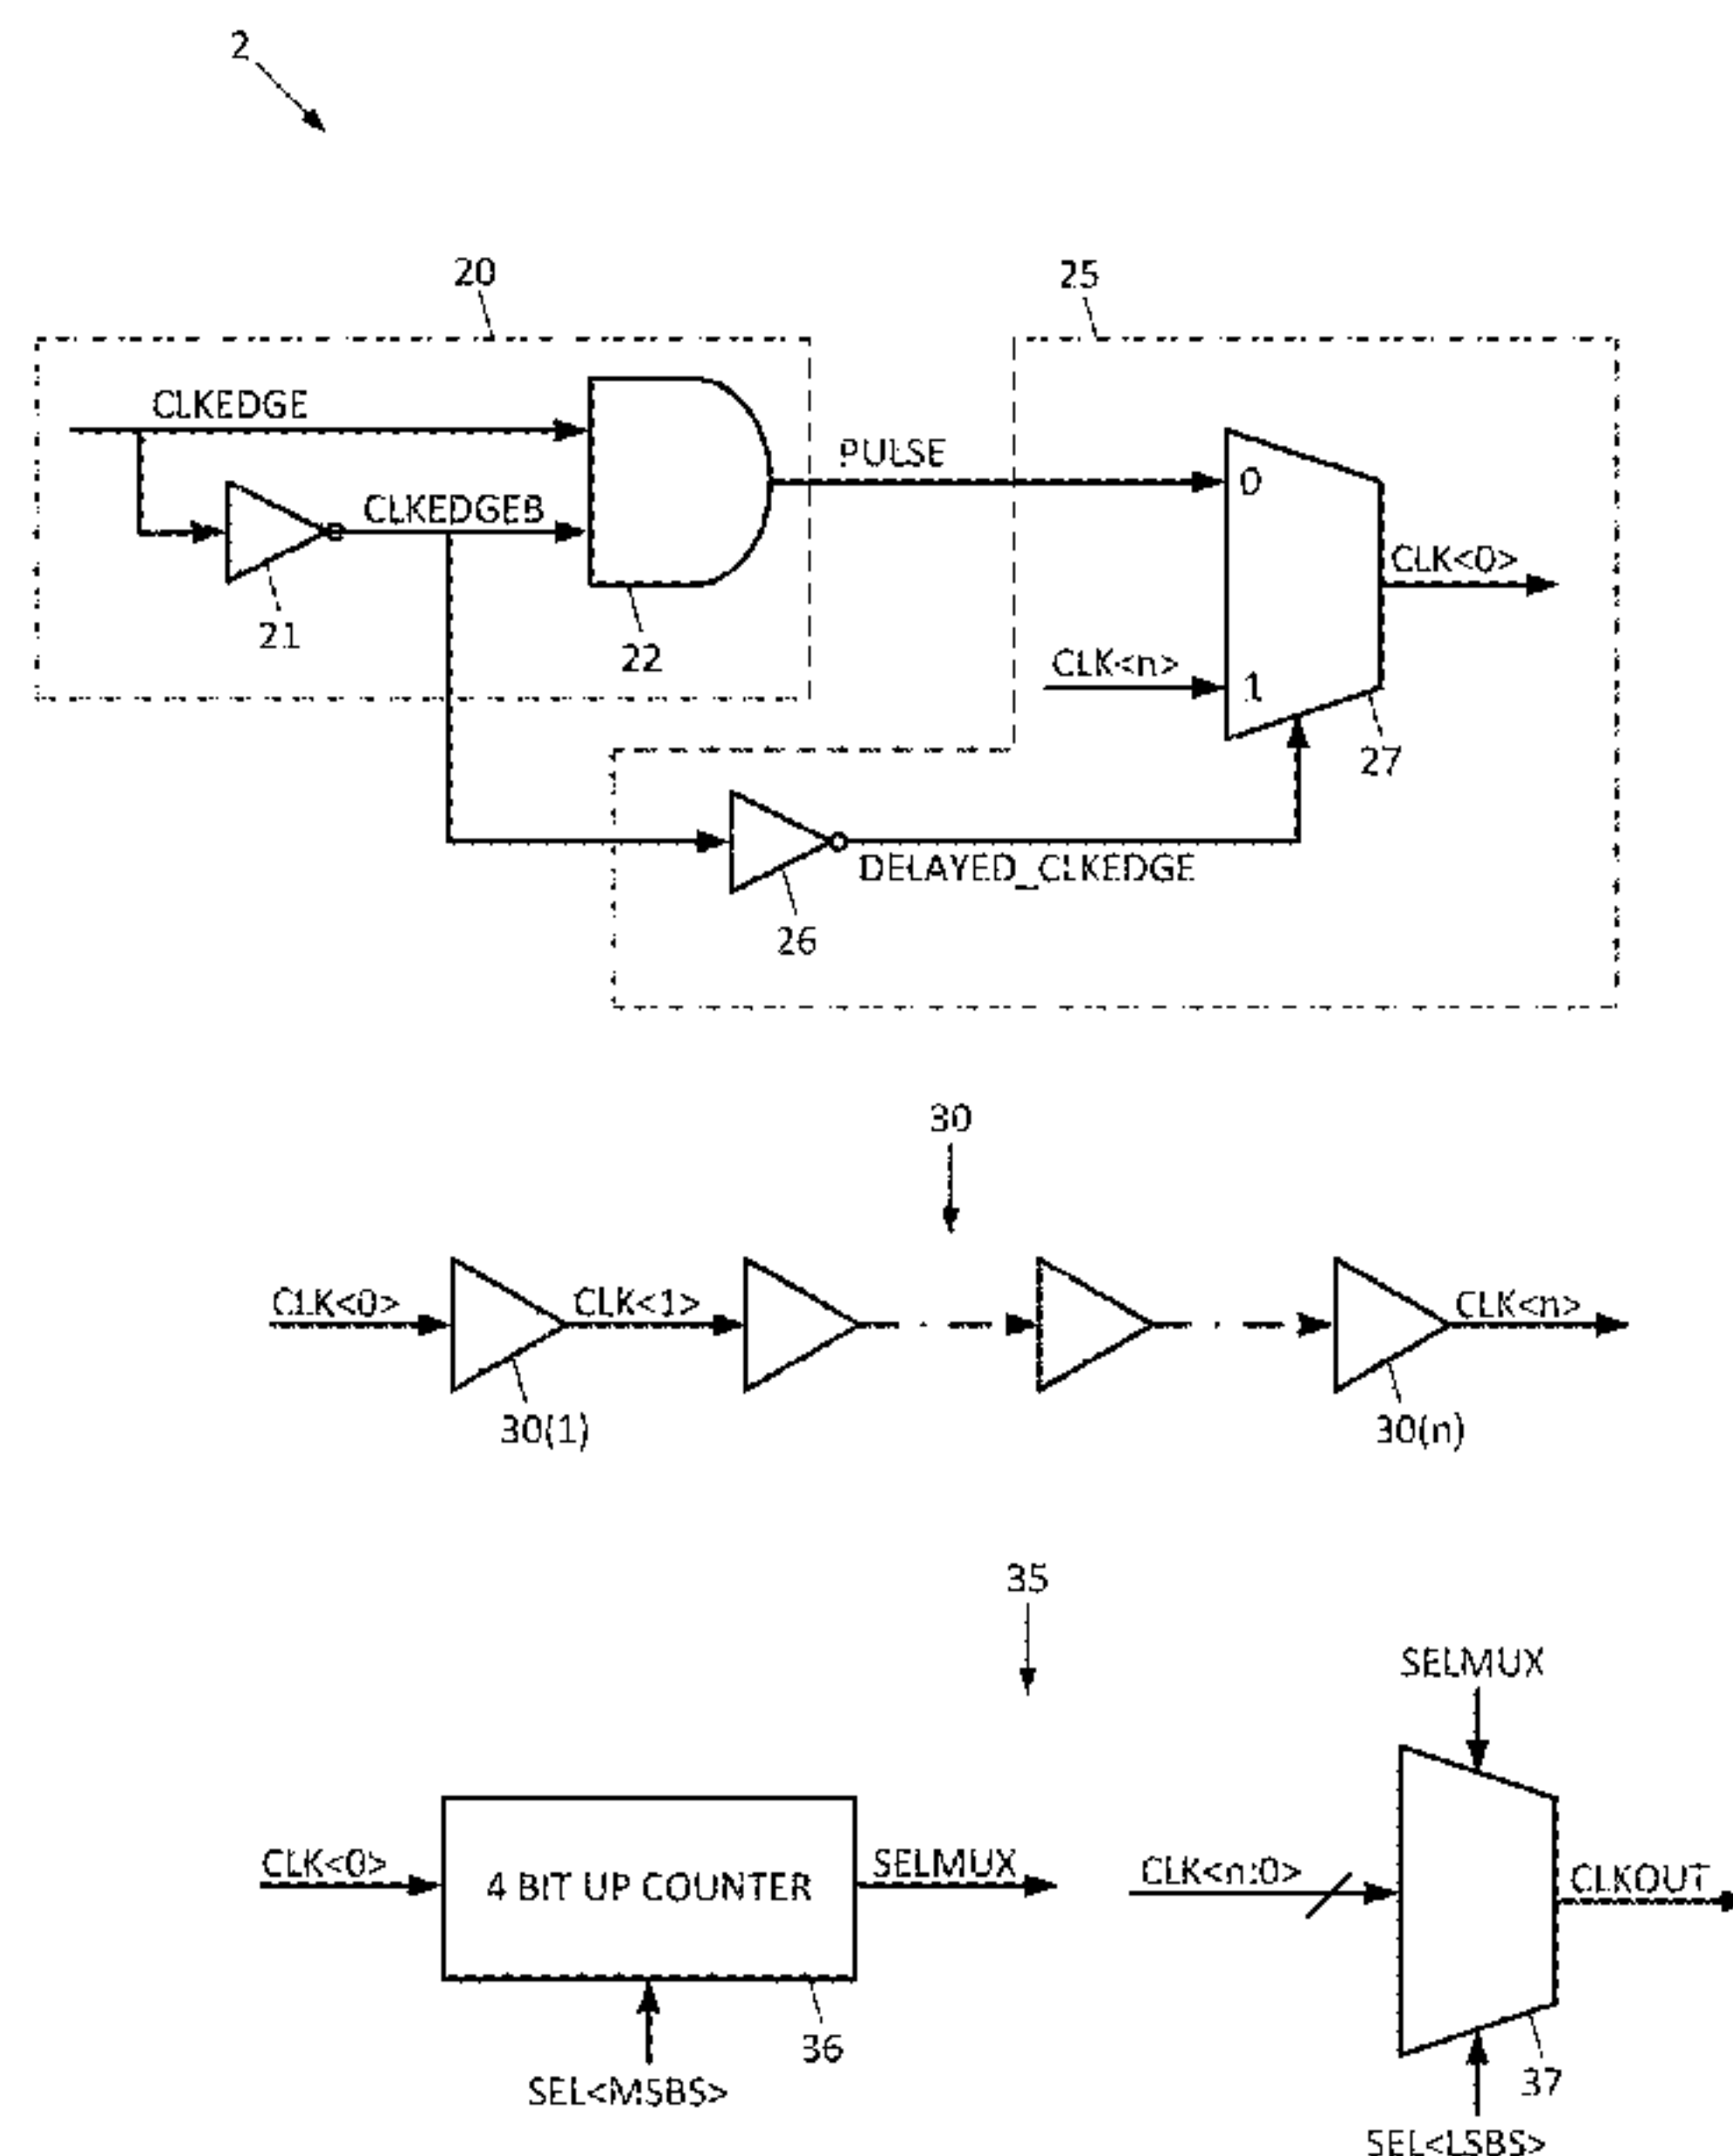 2
20
25
CLKEDGE
PULSE
0
CLKEDGEB
CLK<0>
21
22
CLK<n>
1
27
DELAYED_CLKEDGE
26
30
CLK<0>
CLK<1>
CLK<n>
30(1)
30(n)
35
SELMUX
CLK<0>
4 BIT UP COUNTER
SELMUX
CLK<n:0>
CLKOUT
36
SEL<MSBS>
37
SEL<LSBS>